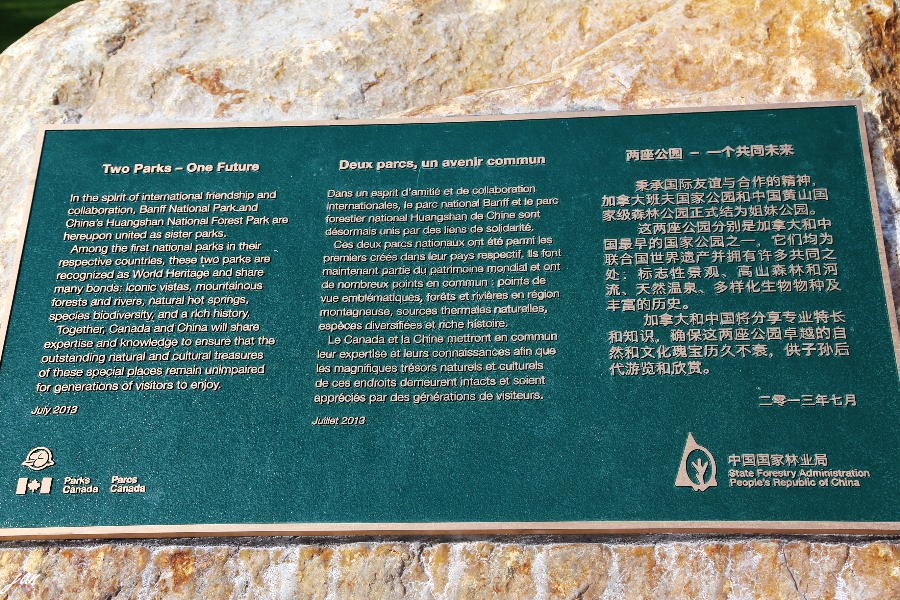 Two Parks – One Future
In the spirit of international friendship and
collaboration, Banff National Park and
China's Huangshan National Forest Park are
hereupon united as sister parks.
Among the first national parks in their
respective countries, these two parks are
recognized as World Heritage and share
many bonds: iconic vistas, mountainous
forests and rivers, natural hot springs,
species biodiversity, and a rich history.
Together, Canada and China will share
expertise and knowledge to ensure that the
outstanding natural and cultural treasures
of these special places remain unimpaired
for generations of visitors to enjoy.
July 2013
Parks
Canada
Parcs
Canada
Deux parcs, un avenir commun
Dans un esprit d'amitié et de collaboration
internationales, le parc national Banff et le parc
forestier national Huangshan de Chine sont
désormais unis par des liens de solidarité.
Ces deux parcs nationaux ont été parmi les
premiers créés dans leur pays respectif. Ils font
maintenant partie du patrimoine mondial et ont
de nombreux points en commun : points de
vue emblématiques, forêts et rivières en région
montagneuse, sources thermales naturelles,
espèces diversifiées et riche histoire.
Le Canada et la Chine mettront en commun
leur expertise et leurs connaissances afin que
les magnifiques trésors naturels et culturels
de ces endroits demeurent intacts et soient
appréciés par des générations de visiteurs.
Juillet 2013
两座公园 – 一个共同未来
秉承国际友谊与合作的精神，
加拿大班夫国家公园和中国黄山国
家级森林公园正式结为姐妹公园。
这两座公园分别是加拿大和中
国最早的国家公园之一，它们均为
联合国世界遗产并拥有许多共同之
处：标志性景观、高山森林和河
流、天然温泉、多样化生物物种及
丰富的历史。
加拿大和中国将分享专业特长
和知识，确保这两座公园卓越的自
然和文化瑰宝历久不衰，供子孙后
代游览和欣赏。
二零一三年七月
中国国家林业局
State Forestry Administration
People's Republic of China
Jan